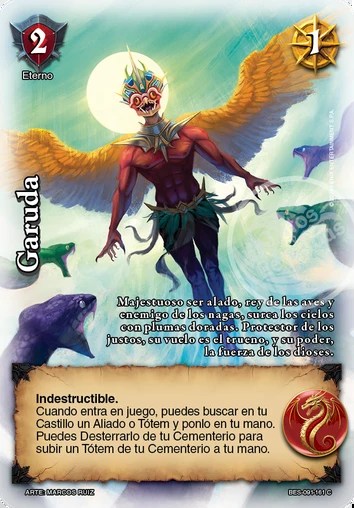 2
1
Eterno
Garuda
Majestuoso ser alado, rey de las aves y
enemigo de los nagas, surca los cielos
con plumas doradas. Protector de los
justos, su vuelo es el trueno, y su poder,
la fuerza de los dioses.
Indestructible.
Cuando entra en juego, puedes buscar en tu
Castillo un Aliado o Tótem y ponlo en tu mano.
Puedes Desterrarlo de tu Cementerio para
subir un Tótem de tu Cementerio a tu mano.
ARTE: MARCOS RUIZ
BES-091-161 C